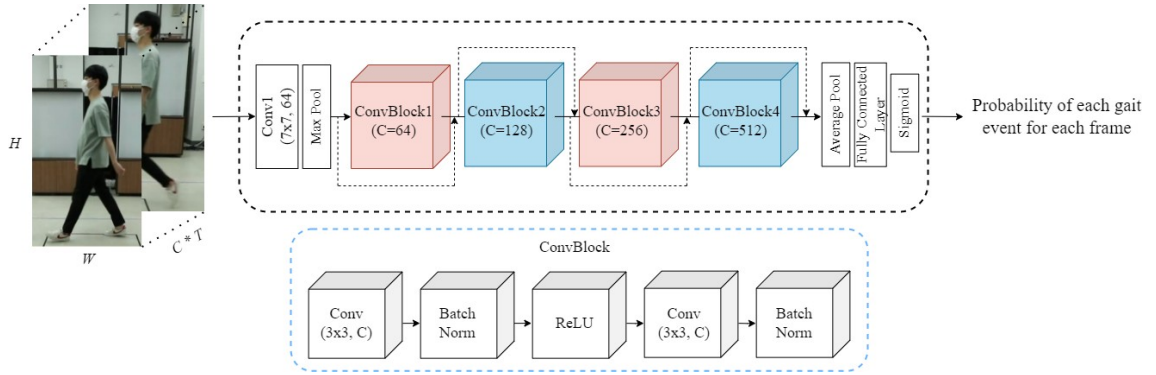 H
W
C * T
Conv1
(7x7, 64)
Max Pool
ConvBlock1
(C=64)
ConvBlock2
(C=128)
ConvBlock3
(C=256)
ConvBlock4
(C=512)
Average Pool
Fully Connected
Layer
Sigmoid
Probability of each gait
event for each frame
ConvBlock
Conv
(3x3, C)
Batch
Norm
ReLU
Conv
(3x3, C)
Batch
Norm